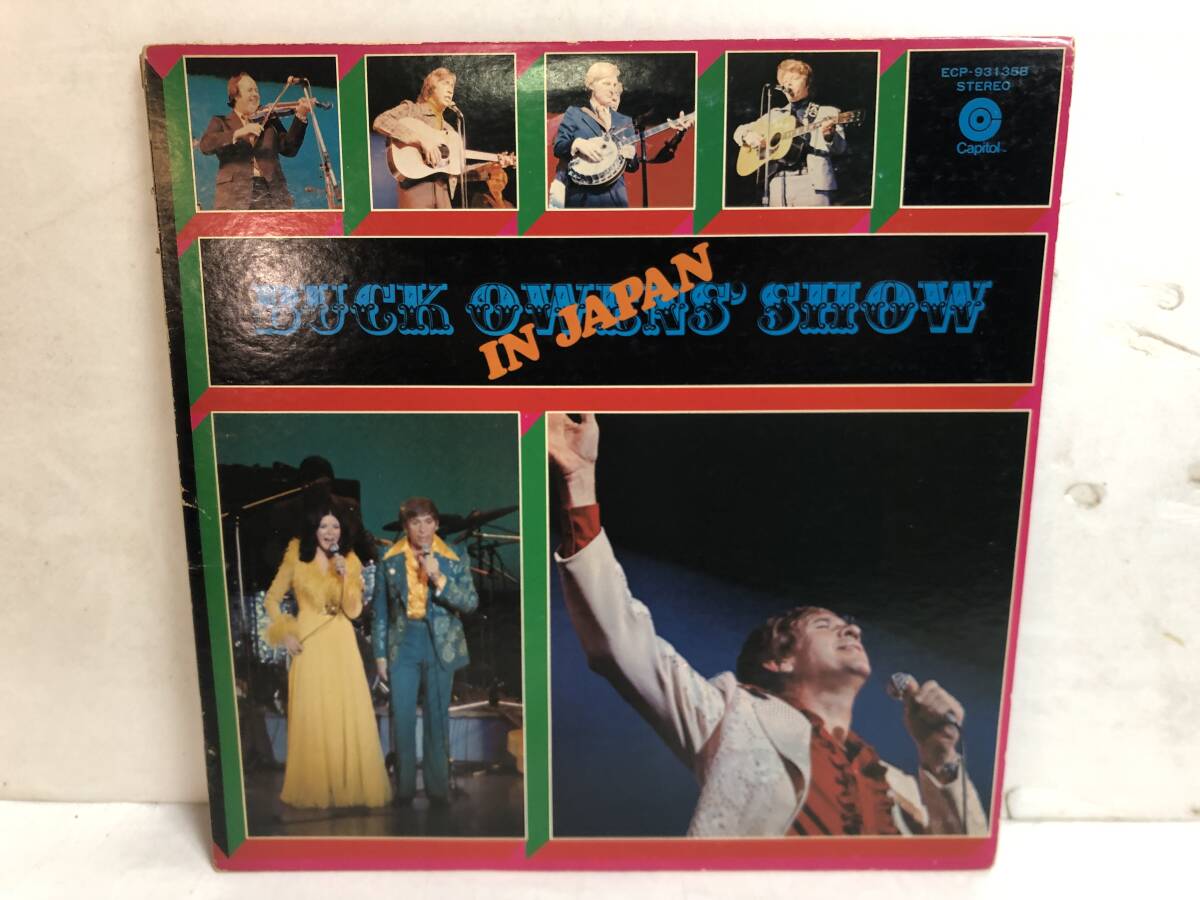 ECP-93135B
STEREO
Capitol
BUCK OWENS' SHOW
IN JAPAN